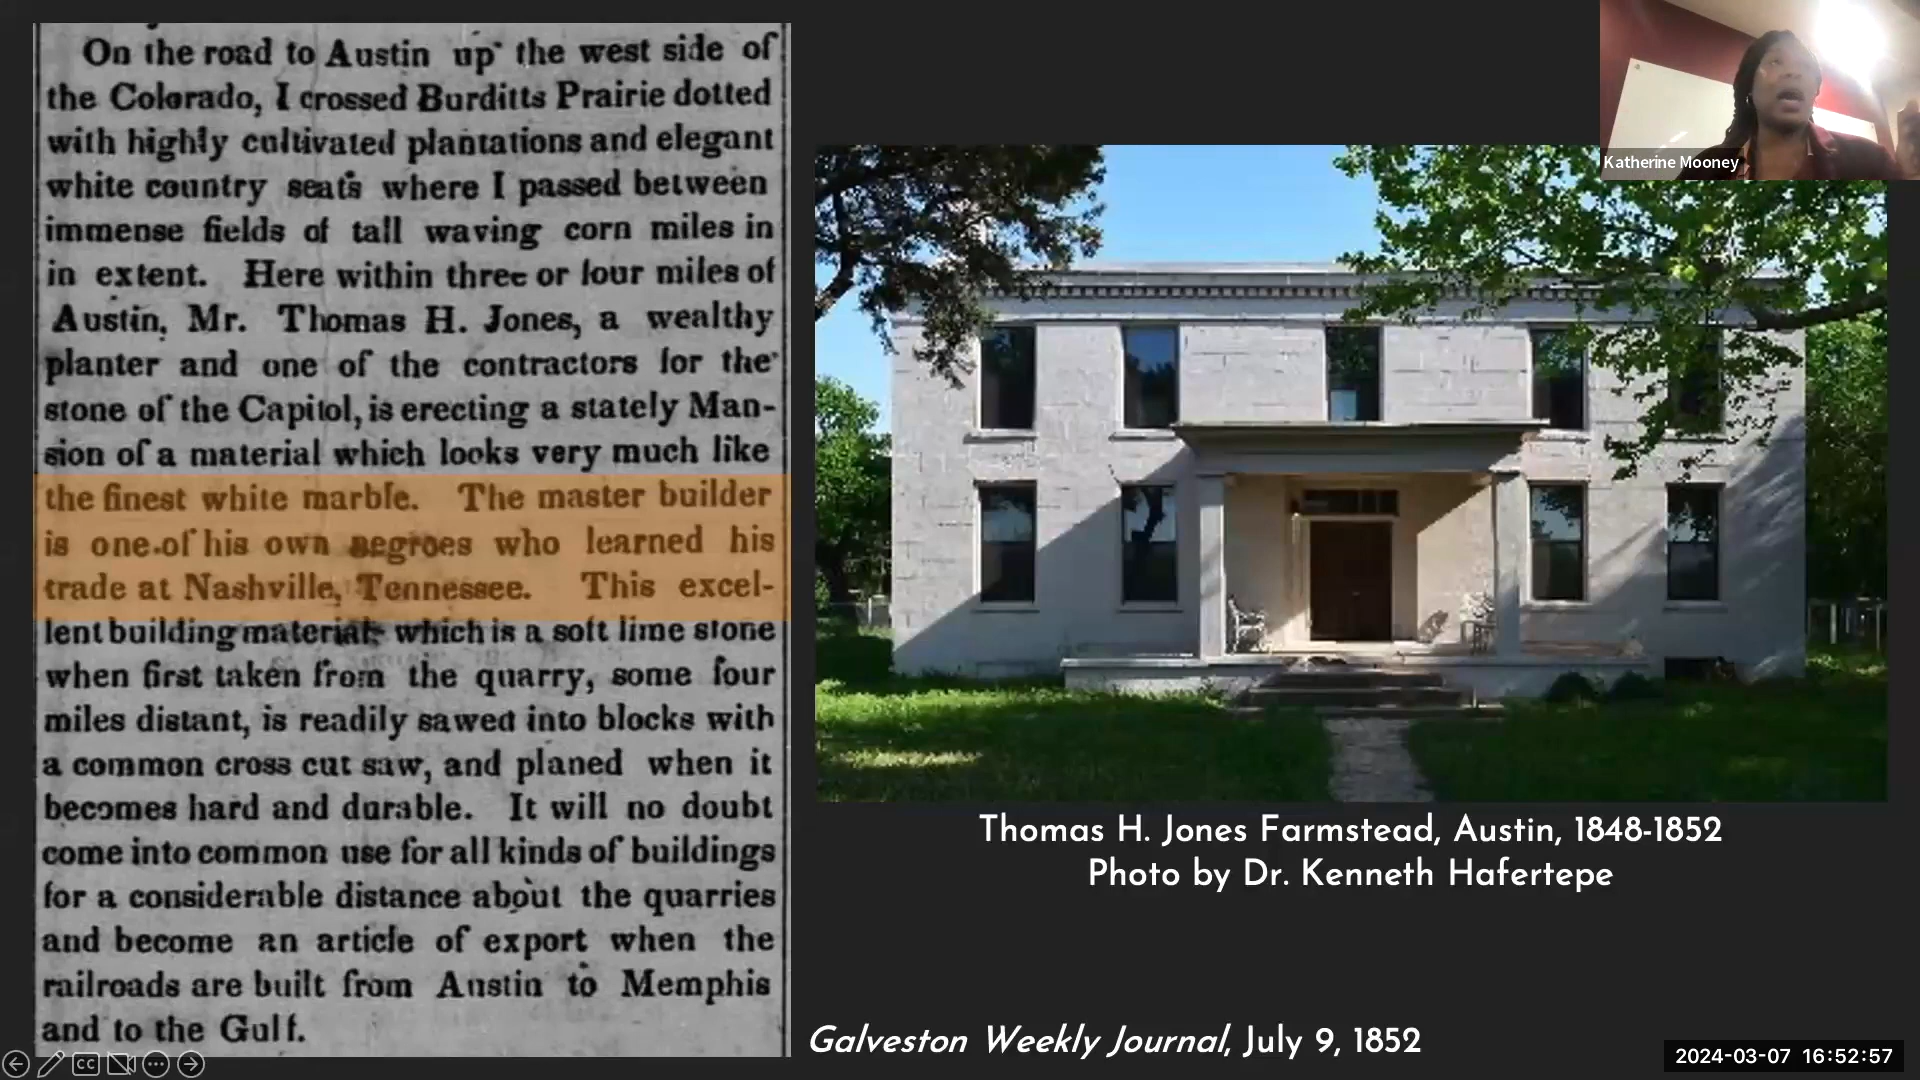 On the road to Austin up the west side of
the Colorado, I crossed Burditts Prairie dotted
with highly cultivated plantations and elegant
white country seats where I passed between
immense fields of tall waving corn miles in
in extent. Here within three or four miles of
Austin, Mr. Thomas H. Jones, a wealthy
planter and one of the contractors for the
stone of the Capitol, is erecting a stately Man-
sion of a material which looks very much like
the finest white marble. The master builder
is one of his own negroes who learned his
trade at Nashville, Tennessee. This excel-
lent building material which is a soft lime stone
when first taken from the quarry, some four
miles distant, is readily sawed into blocks with
a common cross cut saw, and planed when it
becomes hard and durable. It will no doubt
come into common use for all kinds of buildings
for a considerable distance about the quarries
and become an article of export when the
railroads are built from Austin to Memphis
and to the Gulf.
Katherine Mooney
Thomas H. Jones Farmstead, Austin, 1848-1852
Photo by Dr. Kenneth Hafertepe
Galveston Weekly Journal, July 9, 1852
CC
2024-03-07 16:52:57